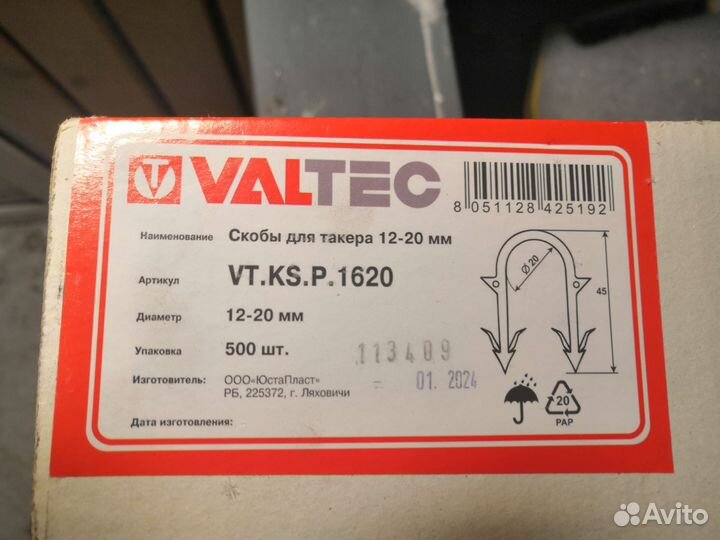 VALTEC
8 051128 425192
Наименование Скобы для такера 12-20 мм
Артикул VT.KS.P.1620
Диаметр 12-20 мм
Упаковка 500 шт.
113409
Изготовитель: ООО«ЮстаПласт»
РБ, 225372, г. Ляховичи
01. 2024
Дата изготовления:
Ø 20
45
20
PAP
Avito